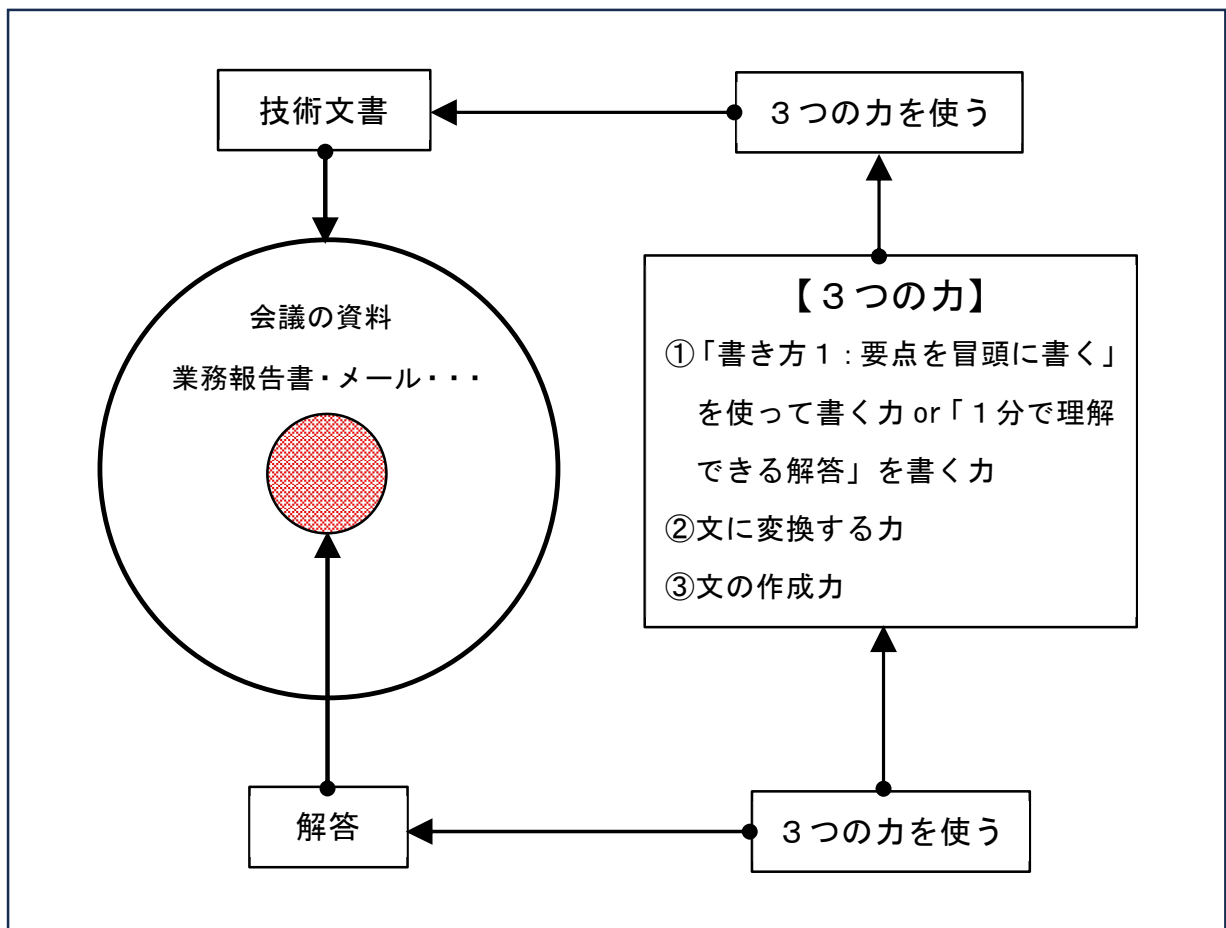 技術文書
３つの力を使う
会議の資料
業務報告書・メール・・・
【３つの力】
①「書き方１：要点を冒頭に書く」
を使って書く力 or「１分で理解
できる解答」を書く力
②文に変換する力
③文の作成力
解答
３つの力を使う